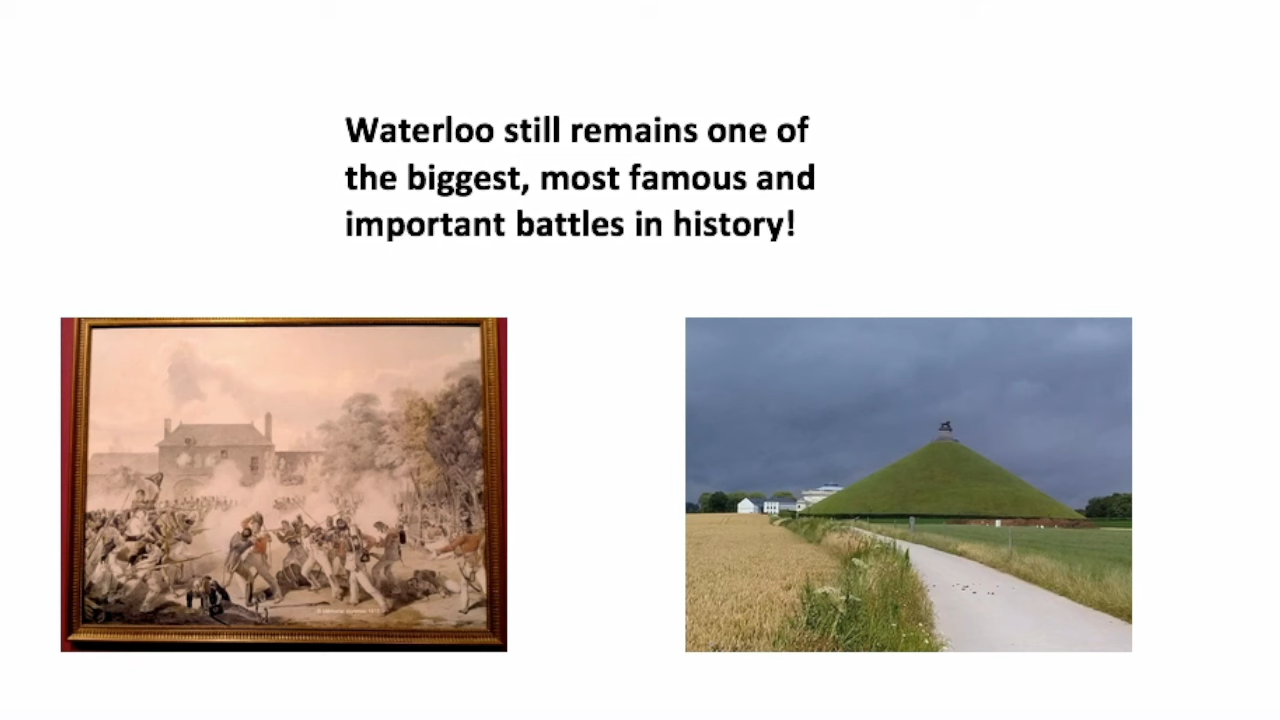 Waterloo still remains one of
the biggest, most famous and
important battles in history!